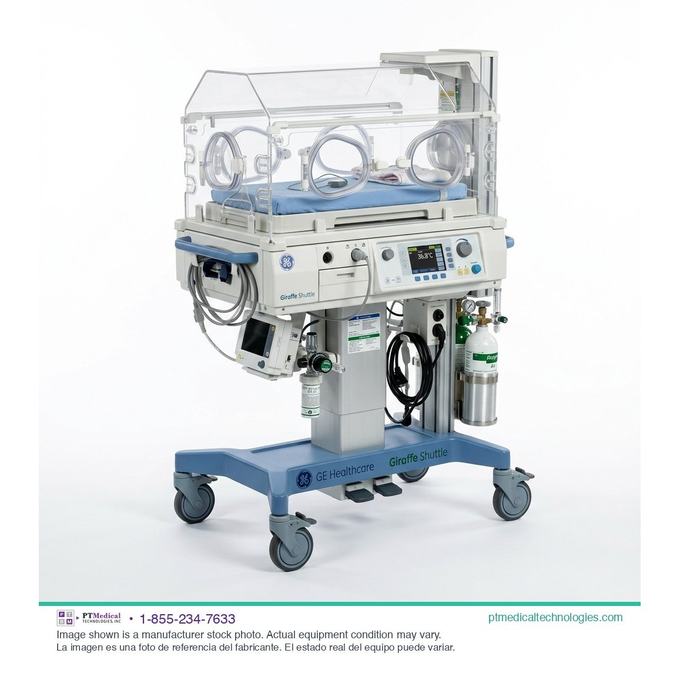 GE
Giraffe Shuttle
36.8°C
GE Healthcare Giraffe Shuttle
PTMedical
TECHNOLOGIES, INC
• 1-855-234-7633
ptmedicaltechnologies.com
Image shown is a manufacturer stock photo. Actual equipment condition may vary.
La imagen es una foto de referencia del fabricante. El estado real del equipo puede variar.